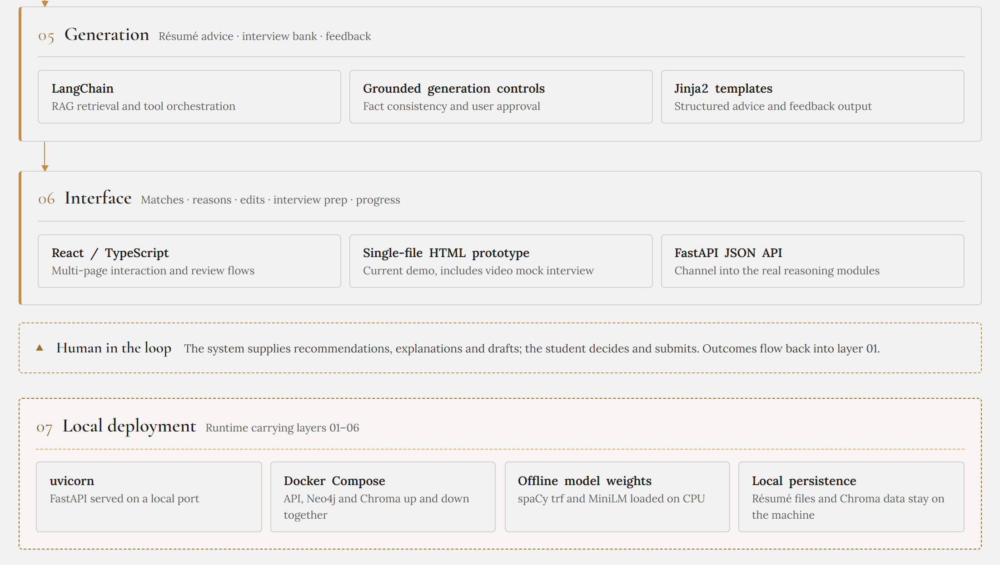 05 Generation Résumé advice · interview bank · feedback
LangChain
RAG retrieval and tool orchestration
Grounded generation controls
Fact consistency and user approval
Jinja2 templates
Structured advice and feedback output
06 Interface Matches · reasons · edits · interview prep · progress
React / TypeScript
Multi-page interaction and review flows
Single-file HTML prototype
Current demo, includes video mock interview
FastAPI JSON API
Channel into the real reasoning modules
▲ Human in the loop The system supplies recommendations, explanations and drafts; the student decides and submits. Outcomes flow back into layer 01.
07 Local deployment Runtime carrying layers 01–06
uvicorn
FastAPI served on a local port
Docker Compose
API, Neo4j and Chroma up and down
together
Offline model weights
spaCy trf and MiniLM loaded on CPU
Local persistence
Résumé files and Chroma data stay on
the machine